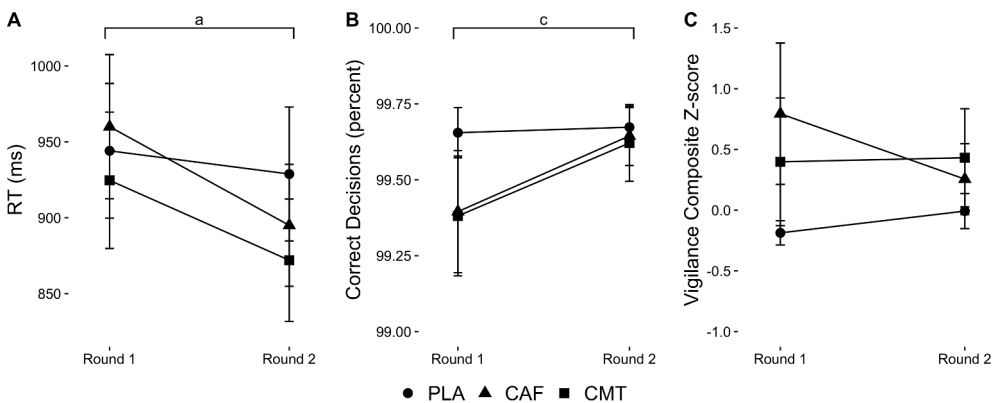 A
a
RT (ms)
1000
950
900
850
Round 1
Round 2
B
c
Correct Decisions (percent)
100.00
99.75
99.50
99.25
99.00
Round 1
Round 2
C
Vigilance Composite Z-score
1.0
0.5
0.0
-0.5
-1.0
Round 1
Round 2
PLA CAF CMT